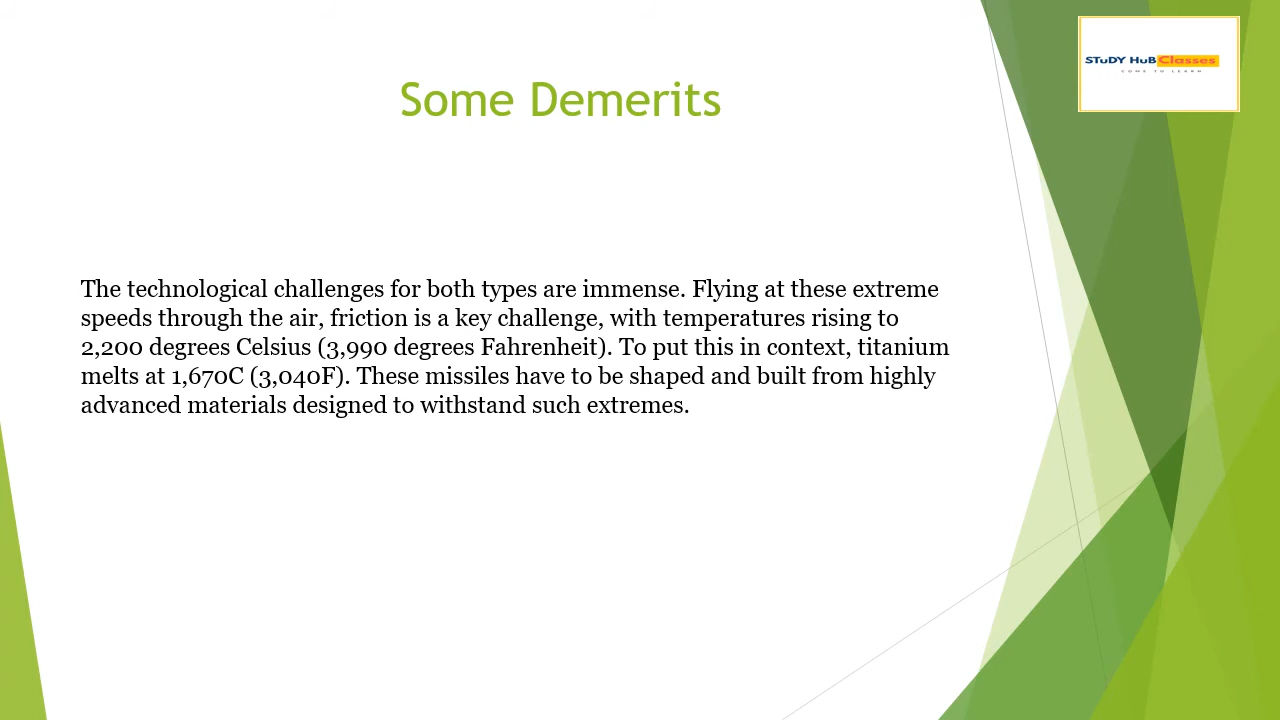 STuDY HuB Classes
COME TO LEARN
Some Demerits
The technological challenges for both types are immense. Flying at these extreme
speeds through the air, friction is a key challenge, with temperatures rising to
2,200 degrees Celsius (3,990 degrees Fahrenheit). To put this in context, titanium
melts at 1,670C (3,040F). These missiles have to be shaped and built from highly
advanced materials designed to withstand such extremes.